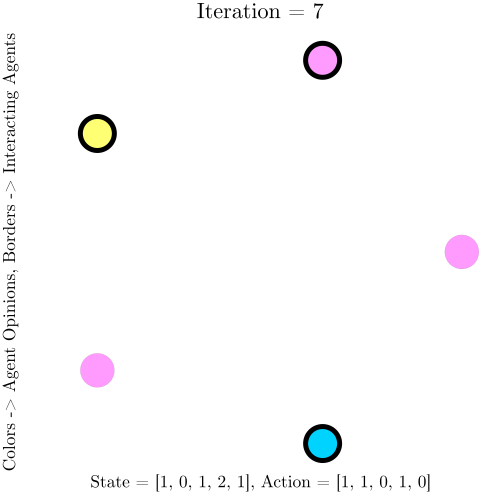 Iteration = 7
Colors -> Agent Opinions, Borders -> Interacting Agents
State = [1, 0, 1, 2, 1], Action = [1, 1, 0, 1, 0]